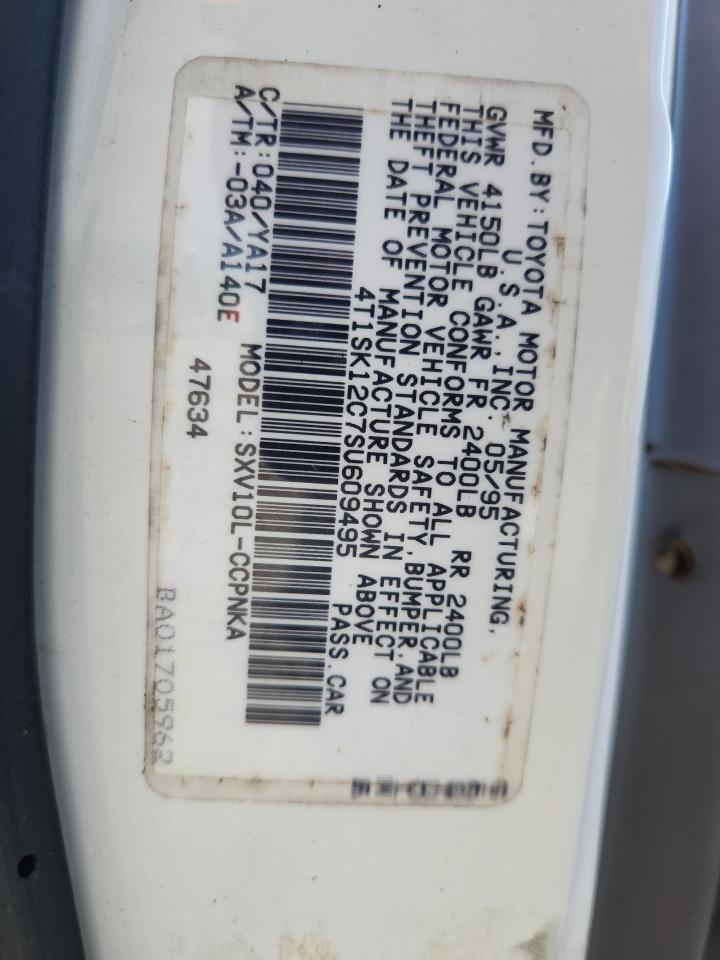 MFD.BY:TOYOTA MOTOR MANUFACTURING,
U.S.A.,INC. 05/95
GVWR 4150LB GAWR FR 2400LB RR 2400LB
THIS VEHICLE CONFORMS TO ALL APPLICABLE
FEDERAL MOTOR VEHICLE SAFETY,BUMPER,AND
THEFT PREVENTION STANDARDS IN EFFECT ON
THE DATE OF MANUFACTURE SHOWN ABOVE
4T1SK12C7SU609495 PASS.CAR
C/TR:040/YA17 MODEL:SXV10L-CCPNKA
A/TM:-03A/A140E 47634
BA01705962